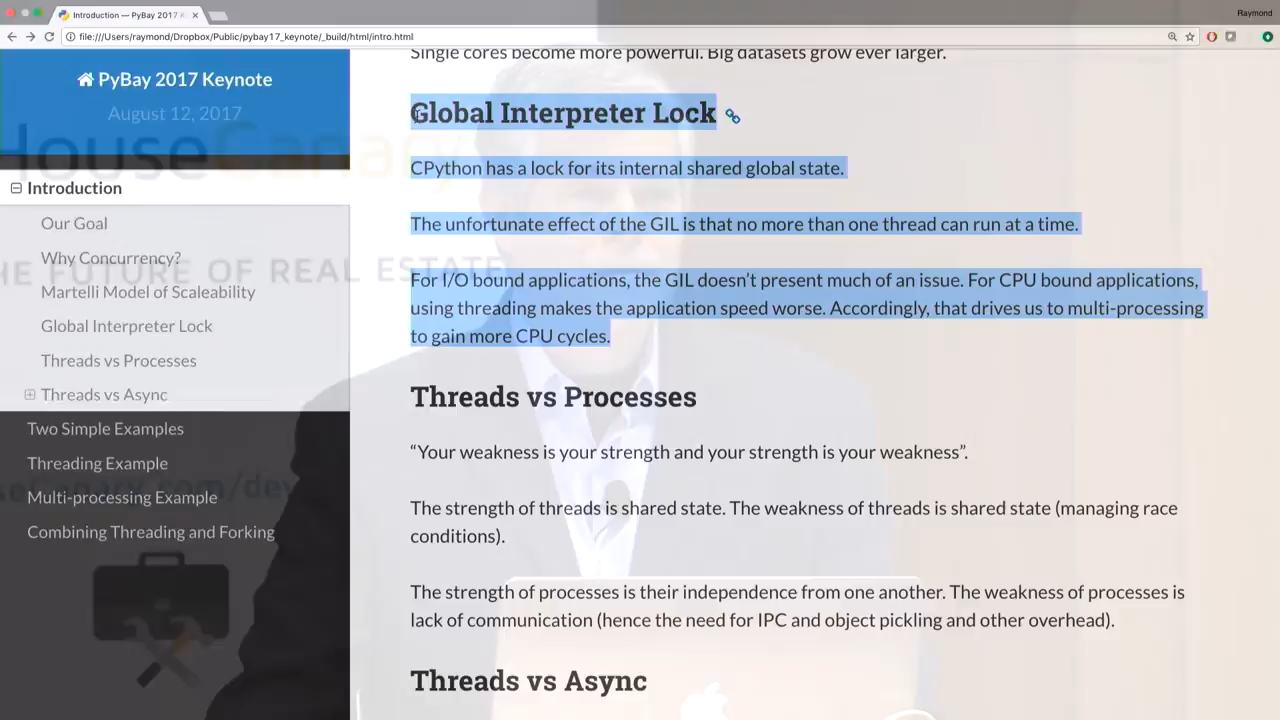 Introduction — PyBay 2017 K
Raymond
file:///Users/raymond/Dropbox/Public/pybay17_keynote/_build/html/intro.html
PyBay 2017 Keynote
August 12, 2017
Introduction
Our Goal
Why Concurrency?
Martelli Model of Scaleability
Global Interpreter Lock
Threads vs Processes
Threads vs Async
Two Simple Examples
Threading Example
Multi-processing Example
Combining Threading and Forking
HouseCanary
THE FUTURE OF REAL ESTATE
Single cores become more powerful. Big datasets grow ever larger.
Global Interpreter Lock
CPython has a lock for its internal shared global state.
The unfortunate effect of the GIL is that no more than one thread can run at a time.
For I/O bound applications, the GIL doesn’t present much of an issue. For CPU bound applications,
using threading makes the application speed worse. Accordingly, that drives us to multi-processing
to gain more CPU cycles.
Threads vs Processes
“Your weakness is your strength and your strength is your weakness”.
The strength of threads is shared state. The weakness of threads is shared state (managing race
conditions).
The strength of processes is their independence from one another. The weakness of processes is
lack of communication (hence the need for IPC and object pickling and other overhead).
Threads vs Async